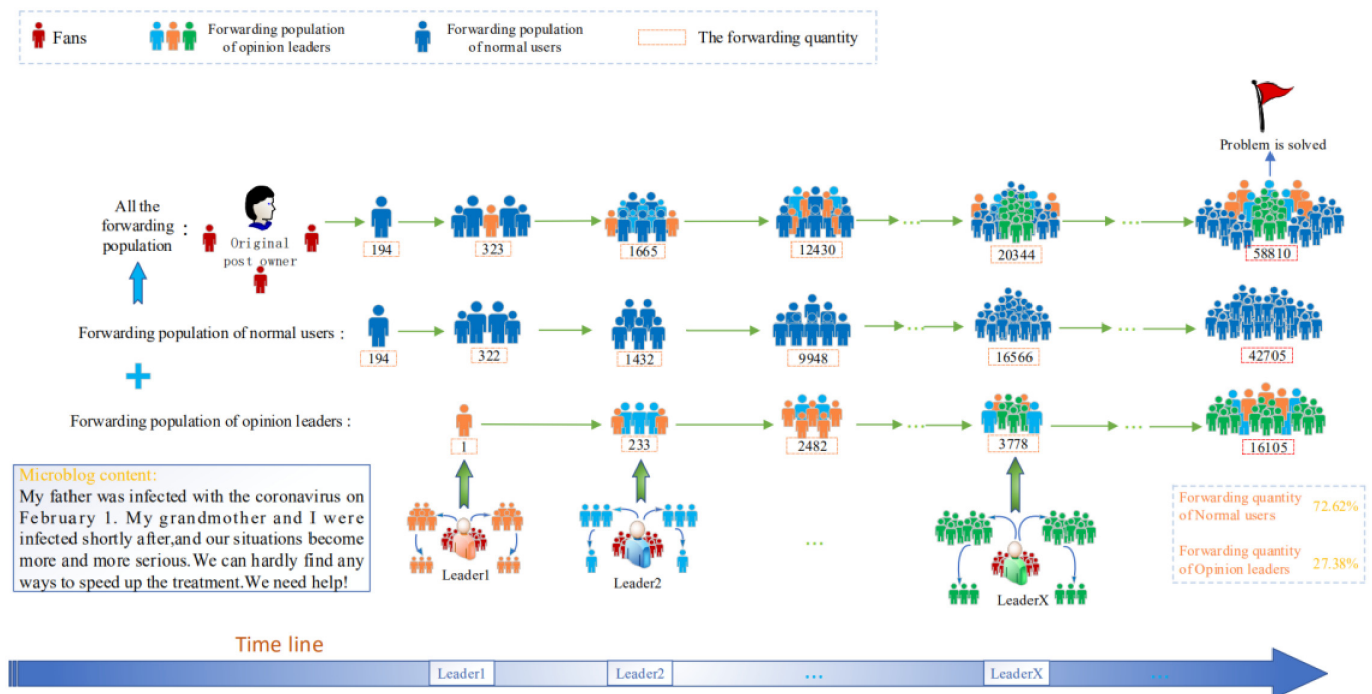 Fans
Forwarding population
of opinion leaders
Forwarding population
of normal users
The forwarding quantity
Problem is solved
All the
forwarding
population
:
Original
post owner
194
323
1665
12430
...
20344
...
58810
Forwarding population of normal users :
194
322
1432
9948
...
16566
...
42705
Forwarding population of opinion leaders :
1
233
2482
...
3778
...
16105
Microblog content:
My father was infected with the coronavirus on
February 1. My grandmother and I were
infected shortly after,and our situations become
more and more serious.We can hardly find any
ways to speed up the treatment.We need help!
Leader1
Leader2
...
LeaderX
Forwarding quantity
of Normal users 72.62%
Forwarding quantity
of Opinion leaders 27.38%
Time line
Leader1
Leader2
...
LeaderX
...